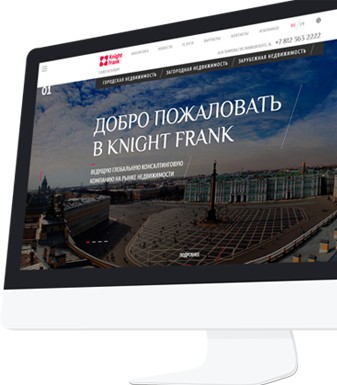 Knight
Frank
+7 812 363 2222
ГОРОДСКАЯ НЕДВИЖИМОСТЬ / ЗАГОРОДНАЯ НЕДВИЖИМОСТЬ / ЗАРУБЕЖНАЯ НЕДВИЖИМОСТЬ
01
ДОБРО ПОЖАЛОВАТЬ
В KNIGHT FRANK
ВЕДУЩУЮ ГЛОБАЛЬНУЮ КОНСАЛТИНГОВУЮ
КОМПАНИЮ НА РЫНКЕ НЕДВИЖИМОСТИ
ПОДРОБНЕЕ